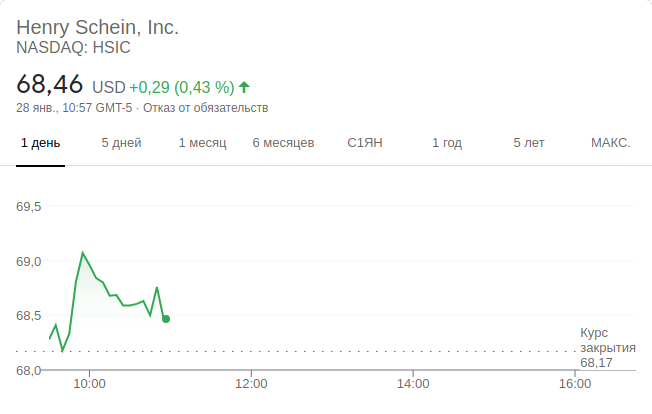 Henry Schein, Inc.
NASDAQ: HSIC
68,46 USD +0,29 (0,43 %)
28 янв., 10:57 GMT-5 · Отказ от обязательств
1 день 5 дней 1 месяц 6 месяцев С1ЯН 1 год 5 лет МАКС.
69,5
69,0
68,5
68,0
Курс
закрытия
68,17
10:00 12:00 14:00 16:00